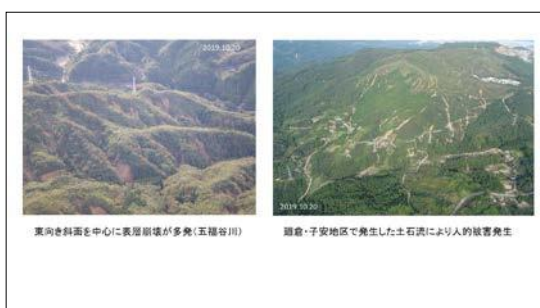 2019.10.20
2019.10.20
東向き斜面を中心に表層崩壊が多発(五福谷川)
廻倉・子安地区で発生した土石流により人的被害発生